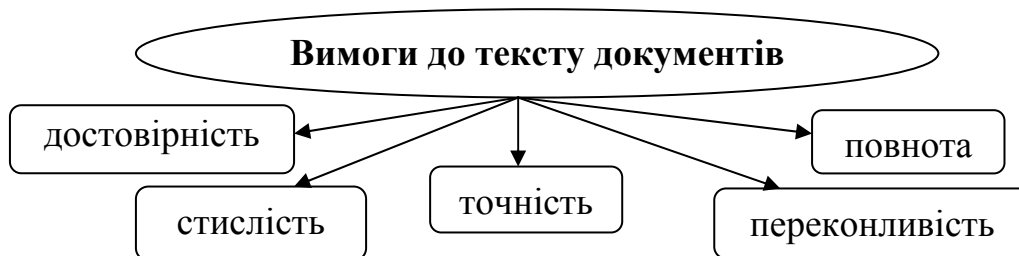 Вимоги до тексту документів
достовірність
стислість
точність
переконливість
повнота